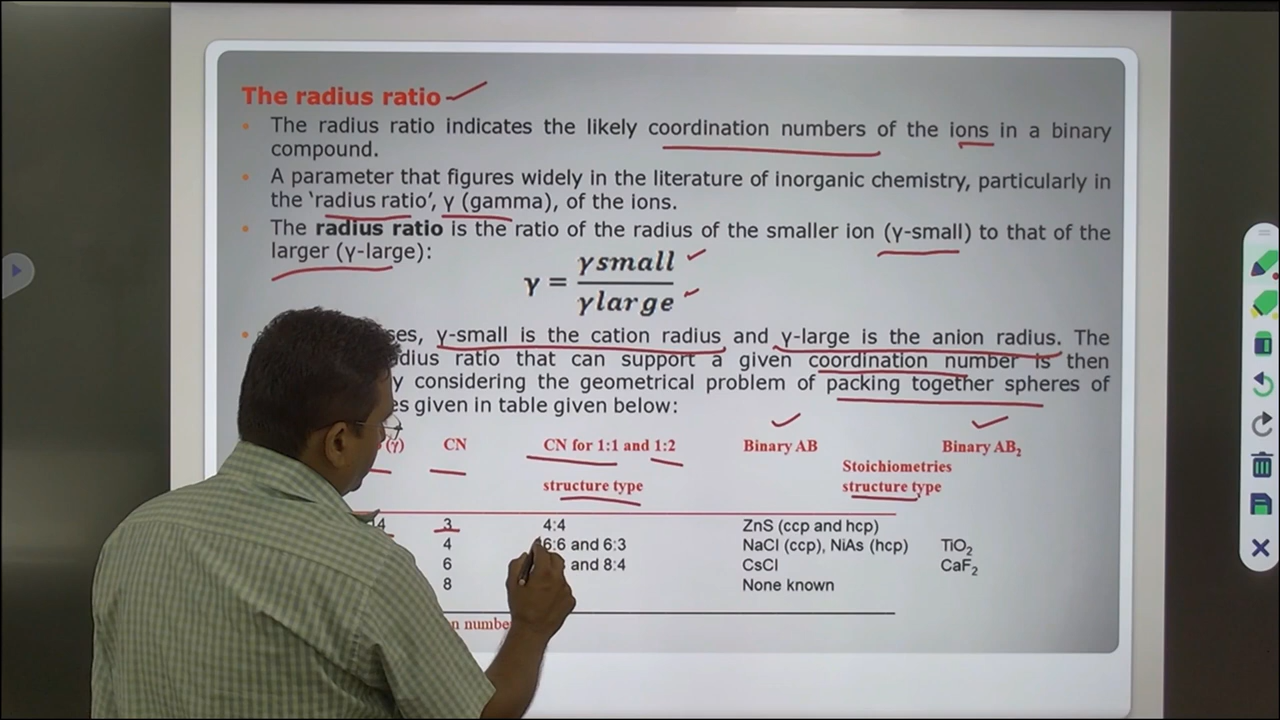 The radius ratio
• The radius ratio indicates the likely coordination numbers of the ions in a binary
compound.
• A parameter that figures widely in the literature of inorganic chemistry, particularly in
the ‘radius ratio’, γ (gamma), of the ions.
• The radius ratio is the ratio of the radius of the smaller ion (γ-small) to that of the
larger (γ-large):
γ = γsmall / γlarge
γ-small is the cation radius and γ-large is the anion radius. The
ratio that can support a given coordination number is then
considering the geometrical problem of packing together spheres of
given in table given below:
(γ) CN CN for 1:1 and 1:2 Binary AB Binary AB₂
Stoichiometries
structure type structure type
3 4:4 ZnS (ccp and hcp)
4 6:6 and 6:3 NaCl (ccp), NiAs (hcp) TiO₂
6 and 8:4 CsCl CaF₂
8 None known